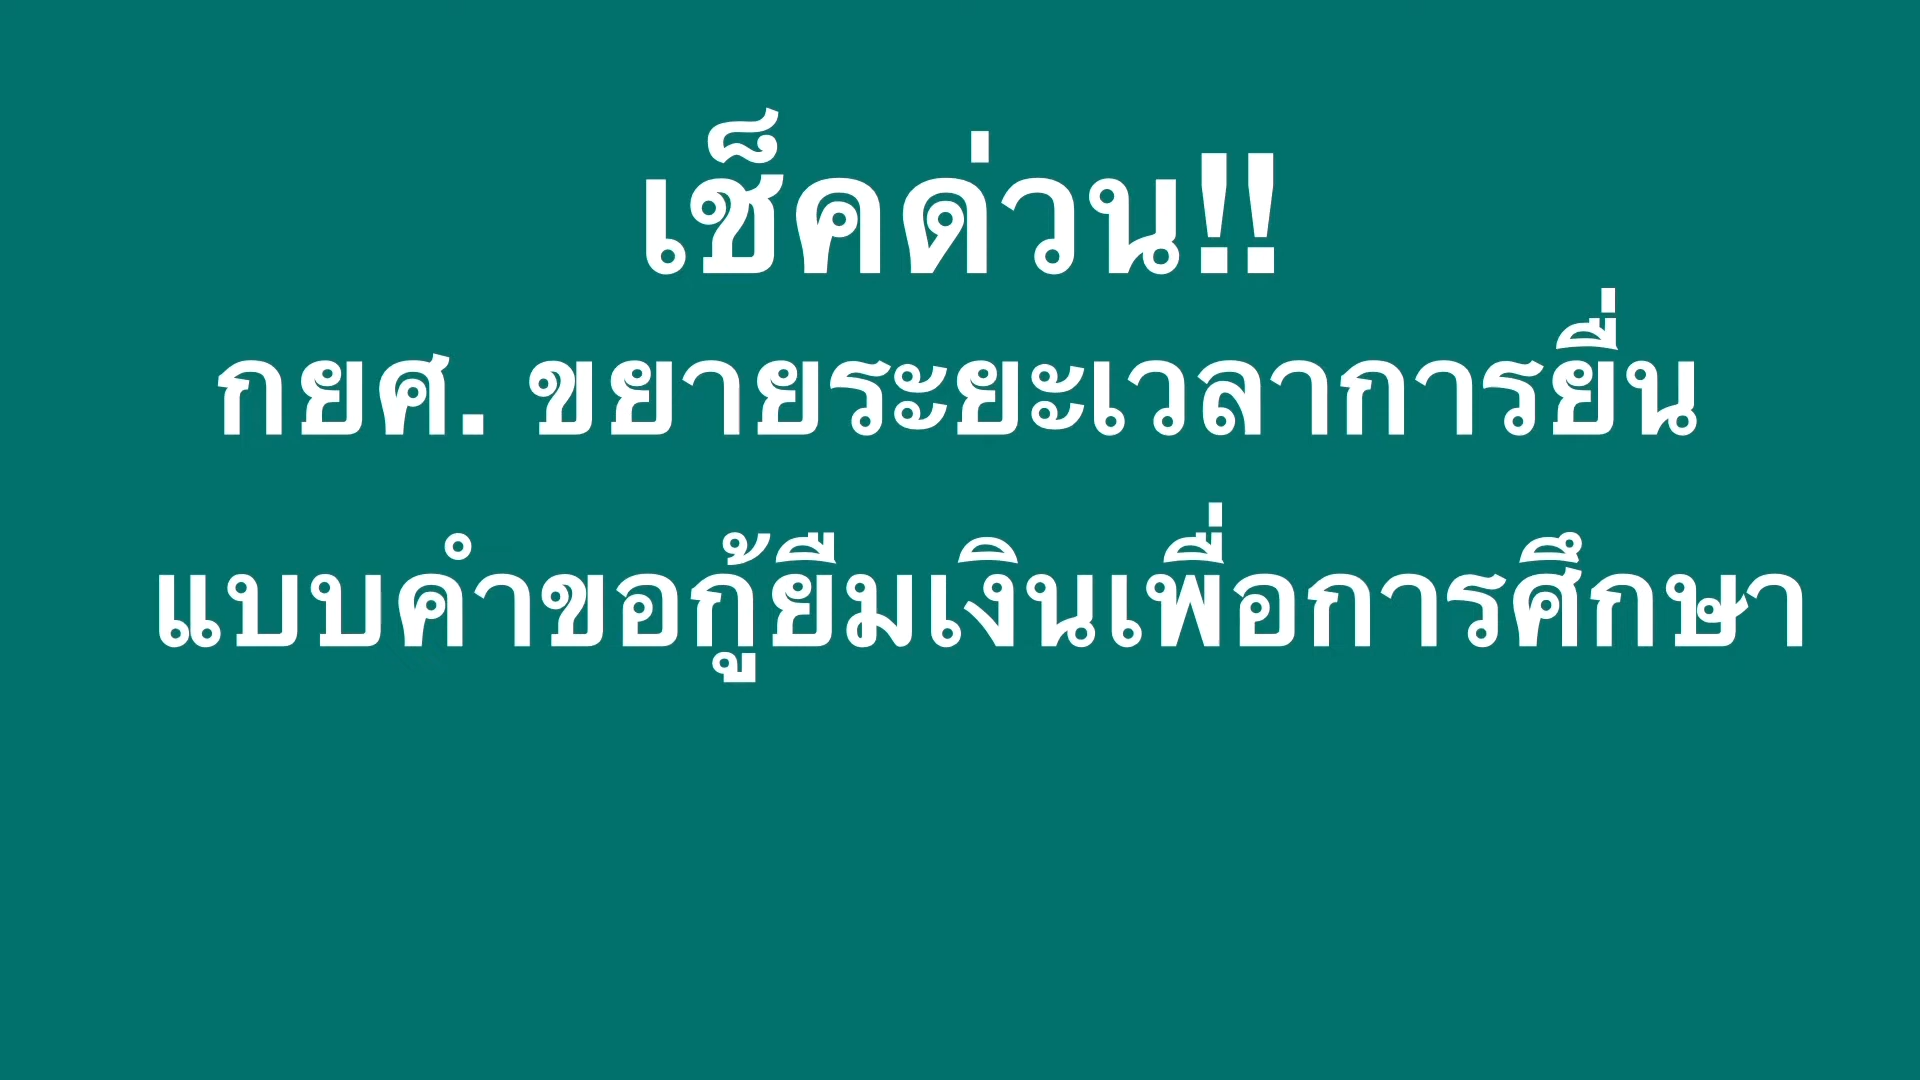 เช็คด่วน!!
กยศ. ขยายระยะเวลาการยื่น
แบบคำขอกู้ยืมเงินเพื่อการศึกษา